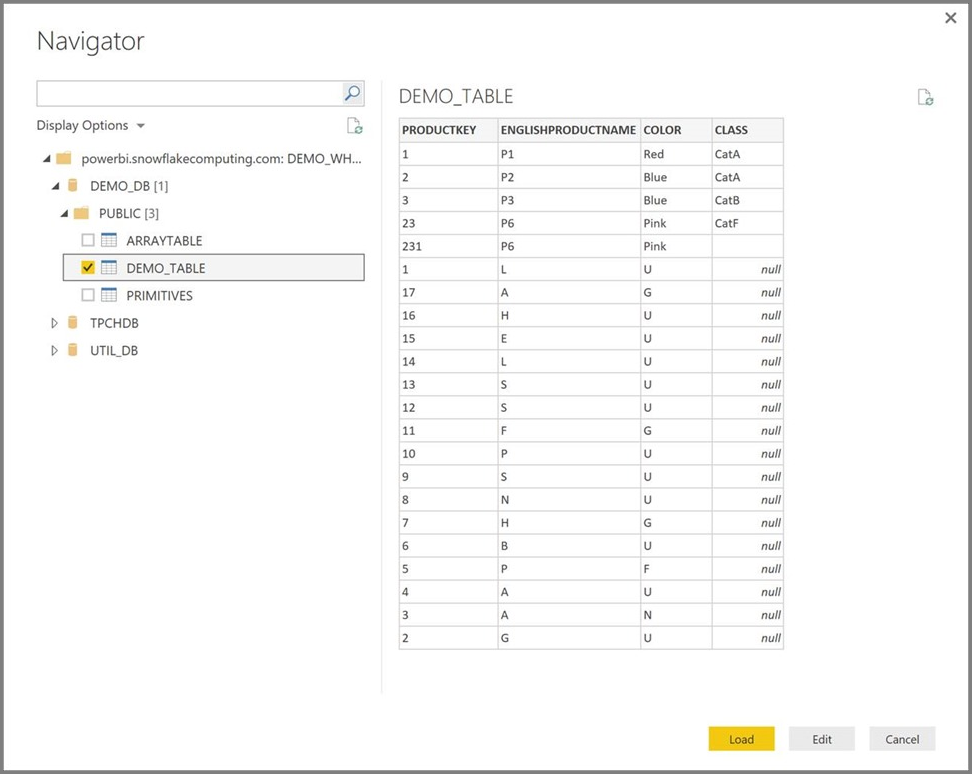 Navigator
Display Options
powerbi.snowflakecomputing.com: DEMO_WH...
DEMO_DB [1]
PUBLIC [3]
ARRAYTABLE
DEMO_TABLE
PRIMITIVES
TPCHDB
UTIL_DB
DEMO_TABLE
PRODUCTKEY ENGLISHPRODUCTNAME COLOR CLASS
1 P1 Red CatA
2 P2 Blue CatA
3 P3 Blue CatB
23 P6 Pink CatF
231 P6 Pink
1 L U null
17 A G null
16 H U null
15 E U null
14 L U null
13 S U null
12 S U null
11 F G null
10 P U null
9 S U null
8 N U null
7 H G null
6 B U null
5 P F null
4 A U null
3 A N null
2 G U null
Load Edit Cancel